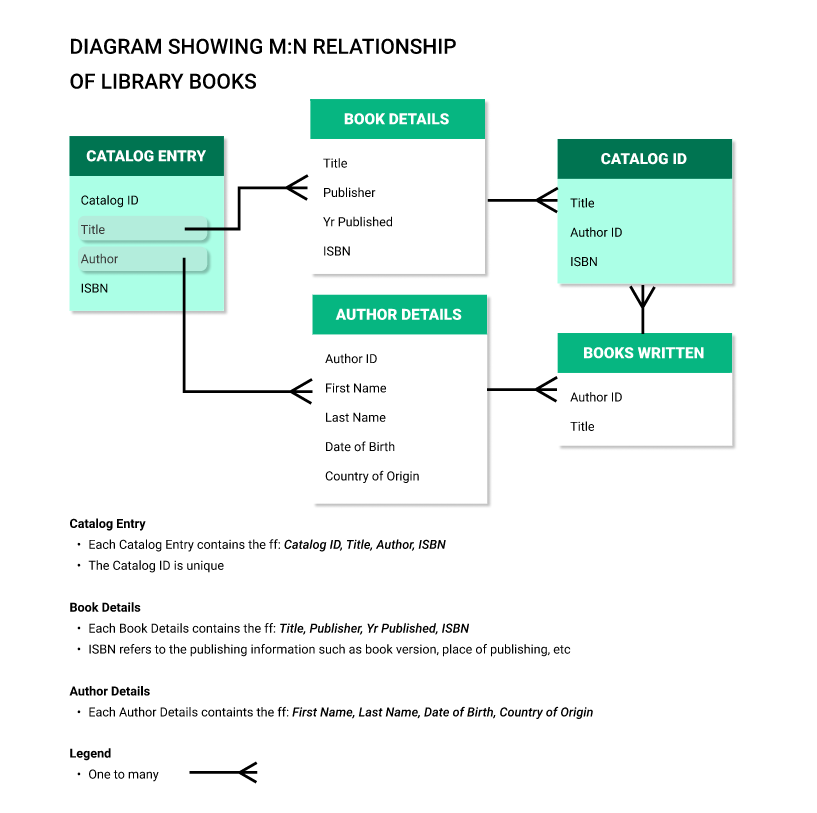 DIAGRAM SHOWING M:N RELATIONSHIP
OF LIBRARY BOOKS
CATALOG ENTRY
Catalog ID
Title
Author
ISBN
BOOK DETAILS
Title
Publisher
Yr Published
ISBN
AUTHOR DETAILS
Author ID
First Name
Last Name
Date of Birth
Country of Origin
CATALOG ID
Title
Author ID
ISBN
BOOKS WRITTEN
Author ID
Title
Catalog Entry
• Each Catalog Entry contains the ff: Catalog ID, Title, Author, ISBN
• The Catalog ID is unique
Book Details
• Each Book Details contains the ff: Title, Publisher, Yr Published, ISBN
• ISBN refers to the publishing information such as book version, place of publishing, etc
Author Details
• Each Author Details containts the ff: First Name, Last Name, Date of Birth, Country of Origin
Legend
• One to many